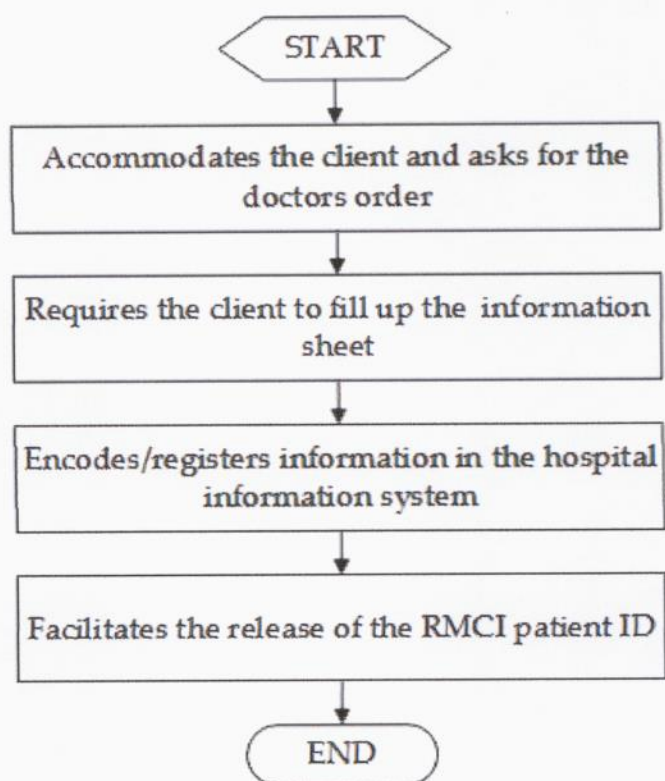 START
Accommodates the client and asks for the
doctors order
Requires the client to fill up the information
sheet
Encodes/registers information in the hospital
information system
Facilitates the release of the RMCI patient ID
END